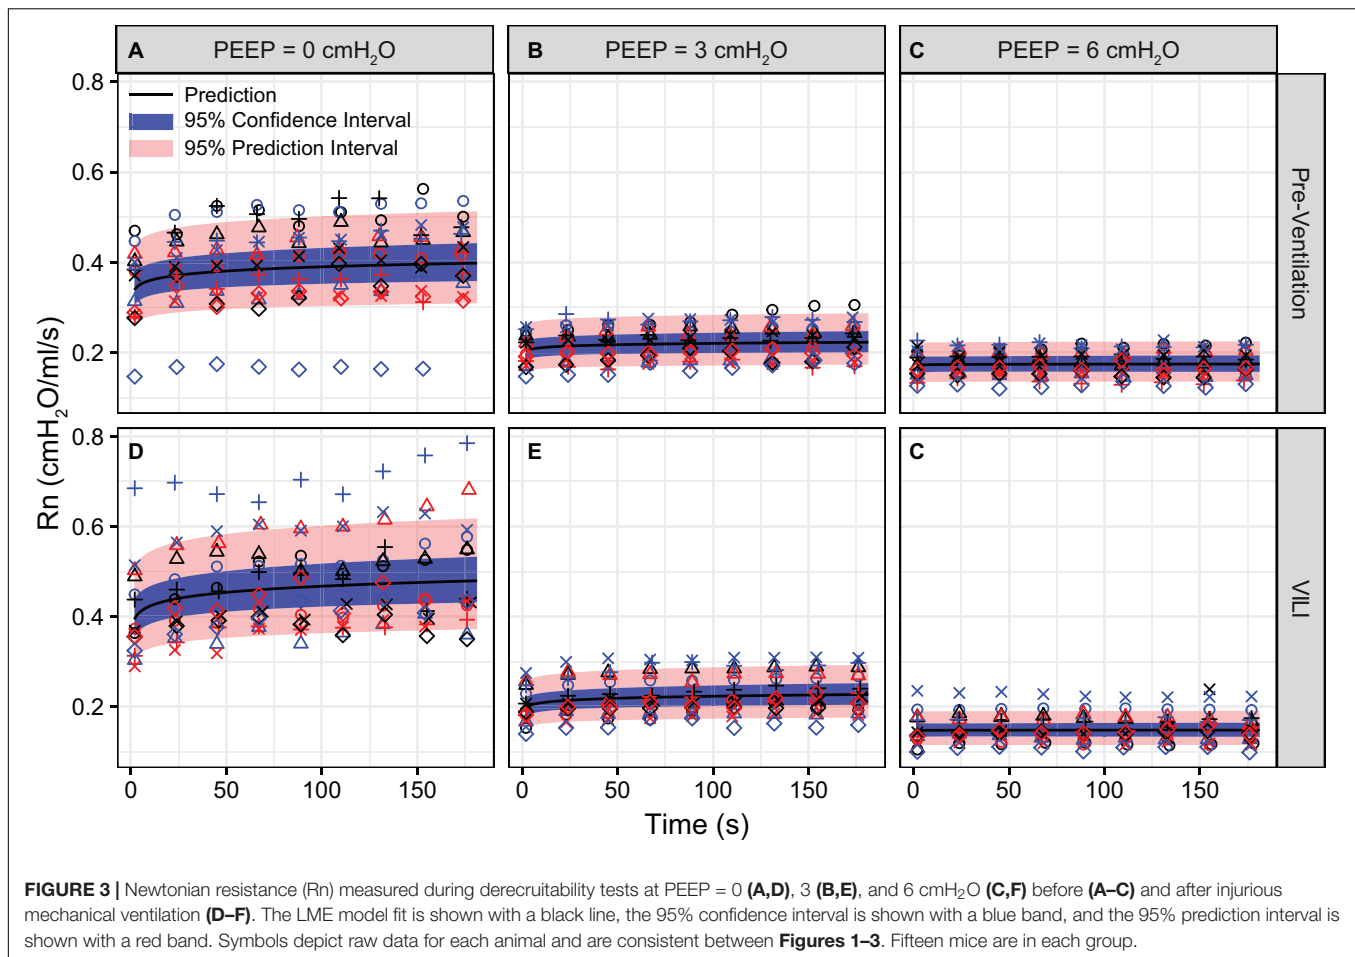 A PEEP = 0 cmH₂O
B PEEP = 3 cmH₂O
C PEEP = 6 cmH₂O
Prediction
95% Confidence Interval
95% Prediction Interval
0.8
0.6
0.4
0.2
Pre-Ventilation
Rn (cmH₂O/ml/s)
D
E
C
0.8
0.6
0.4
0.2
VILI
0 50 100 150
0 50 100 150
0 50 100 150
Time (s)
FIGURE 3 | Newtonian resistance (Rn) measured during derecruitability tests at PEEP = 0 (A,D), 3 (B,E), and 6 cmH₂O (C,F) before (A–C) and after injurious
mechanical ventilation (D–F). The LME model fit is shown with a black line, the 95% confidence interval is shown with a blue band, and the 95% prediction interval is
shown with a red band. Symbols depict raw data for each animal and are consistent between Figures 1–3. Fifteen mice are in each group.